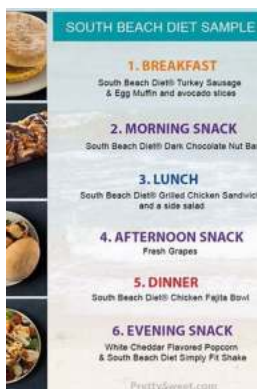 SOUTH BEACH DIET SAMPLE
1. BREAKFAST
South Beach Diet® Turkey Sausage
& Egg Muffin and avocado slices
2. MORNING SNACK
South Beach Diet® Dark Chocolate Nut Ba
3. LUNCH
South Beach Diet® Grilled Chicken Sandwic
and a side salad
4. AFTERNOON SNACK
Fresh Grapes
5. DINNER
South Beach Diet® Chicken Fajita Bowl
6. EVENING SNACK
White Cheddar Flavored Popcorn
& South Beach Diet Simply Fit Shake
PrettySweet.com